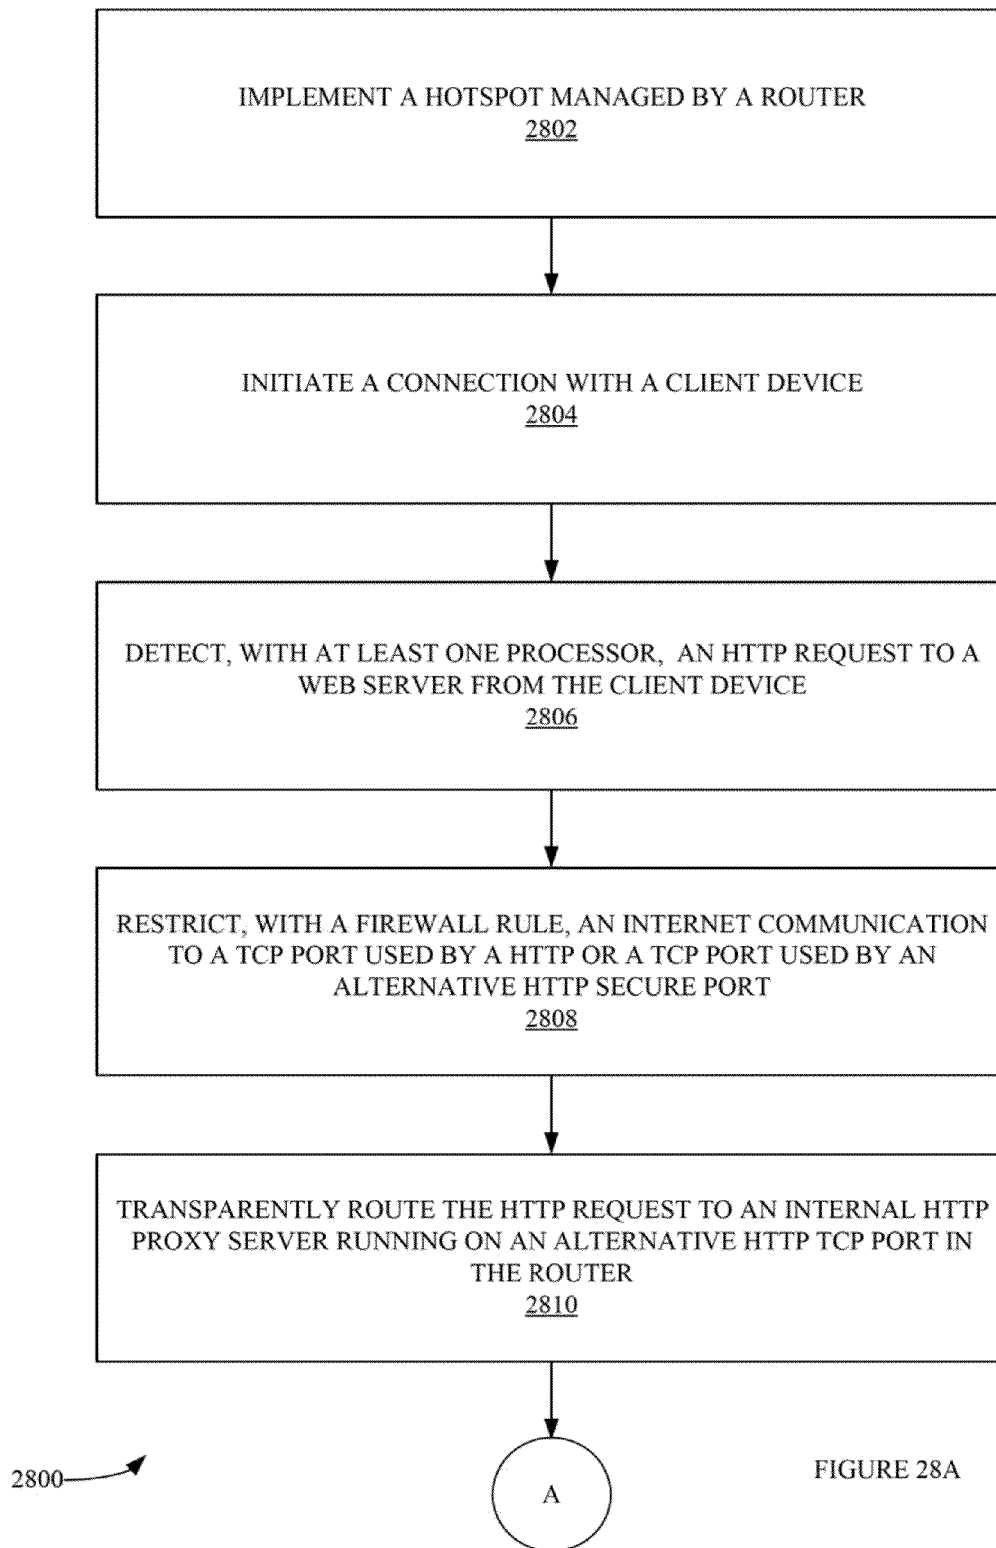 IMPLEMENT A HOTSPOT MANAGED BY A ROUTER
2802
INITIATE A CONNECTION WITH A CLIENT DEVICE
2804
DETECT, WITH AT LEAST ONE PROCESSOR, AN HTTP REQUEST TO A
WEB SERVER FROM THE CLIENT DEVICE
2806
RESTRICT, WITH A FIREWALL RULE, AN INTERNET COMMUNICATION
TO A TCP PORT USED BY A HTTP OR A TCP PORT USED BY AN
ALTERNATIVE HTTP SECURE PORT
2808
TRANSPARENTLY ROUTE THE HTTP REQUEST TO AN INTERNAL HTTP
PROXY SERVER RUNNING ON AN ALTERNATIVE HTTP TCP PORT IN
THE ROUTER
2810
2800
A
FIGURE 28A